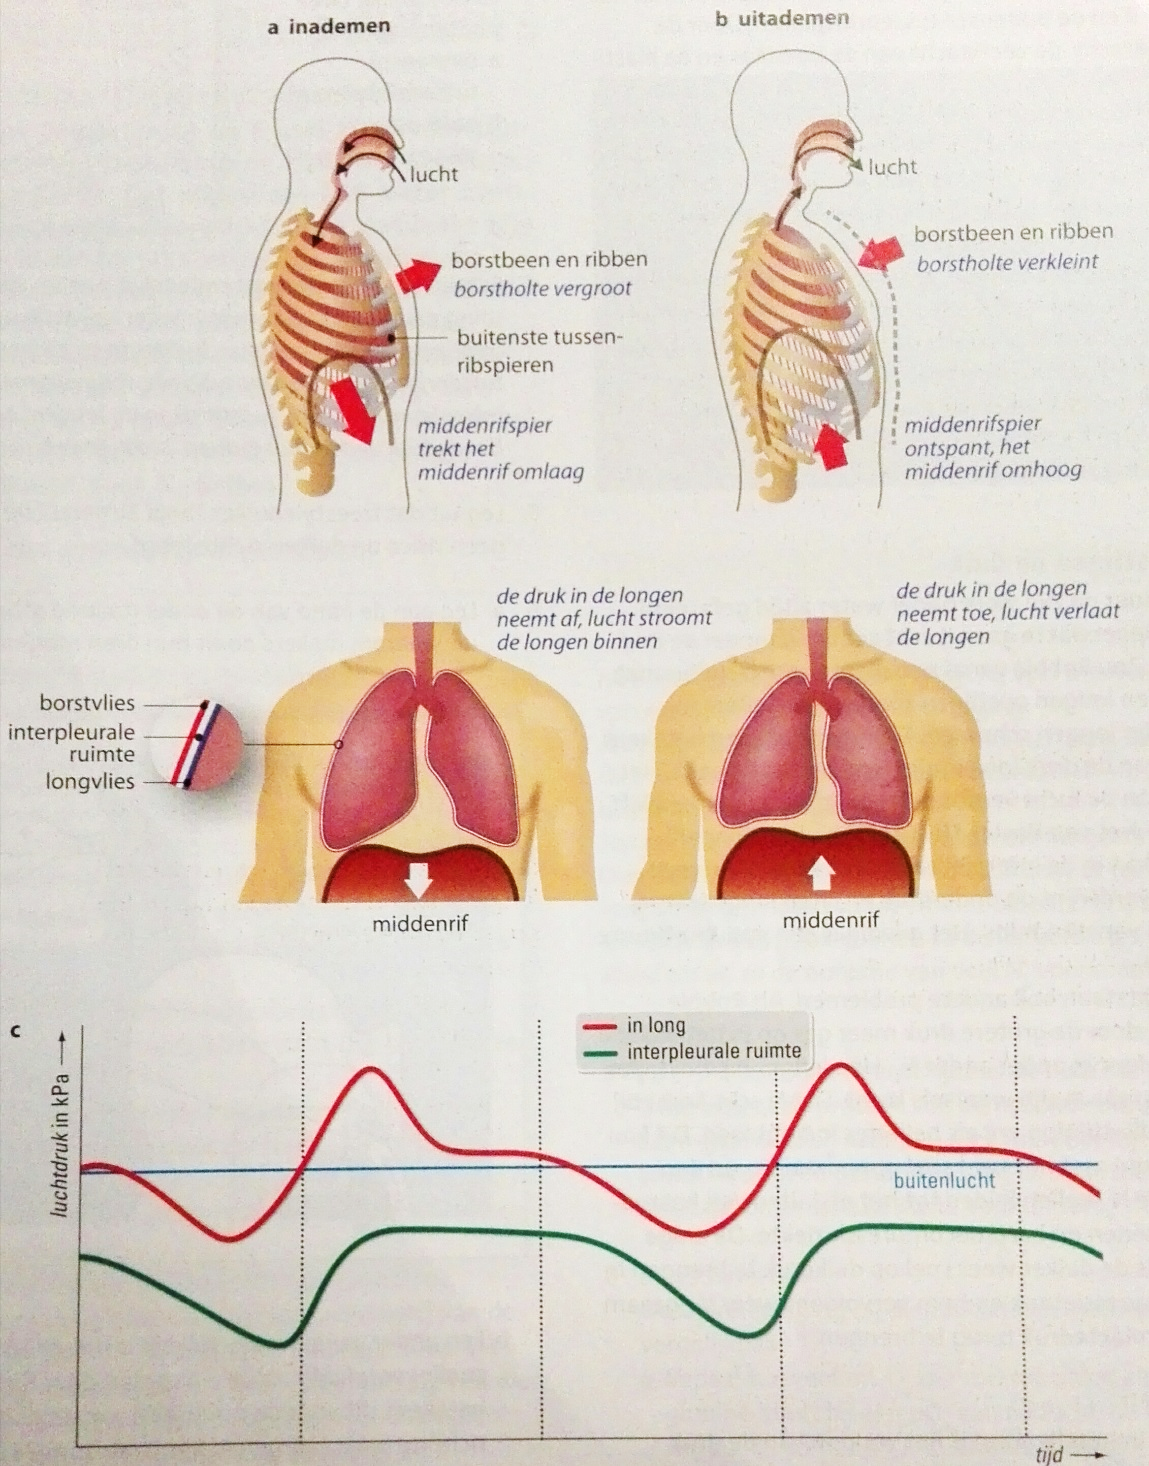 a inademen
lucht
borstbeen en ribben
borstholte vergroot
buitenste tussen-
ribspieren
middenrifspier
trekt het
middenrif omlaag
b uitademen
lucht
borstbeen en ribben
borstholte verkleint
middenrifspier
ontspant, het
middenrif omhoog
de druk in de longen
neemt af, lucht stroomt
de longen binnen
borstvlies
interpleurale
ruimte
longvlies
middenrif
de druk in de longen
neemt toe, lucht verlaat
de longen
middenrif
c
luchtdruk in kPa
in long
interpleurale ruimte
buitenlucht
tijd